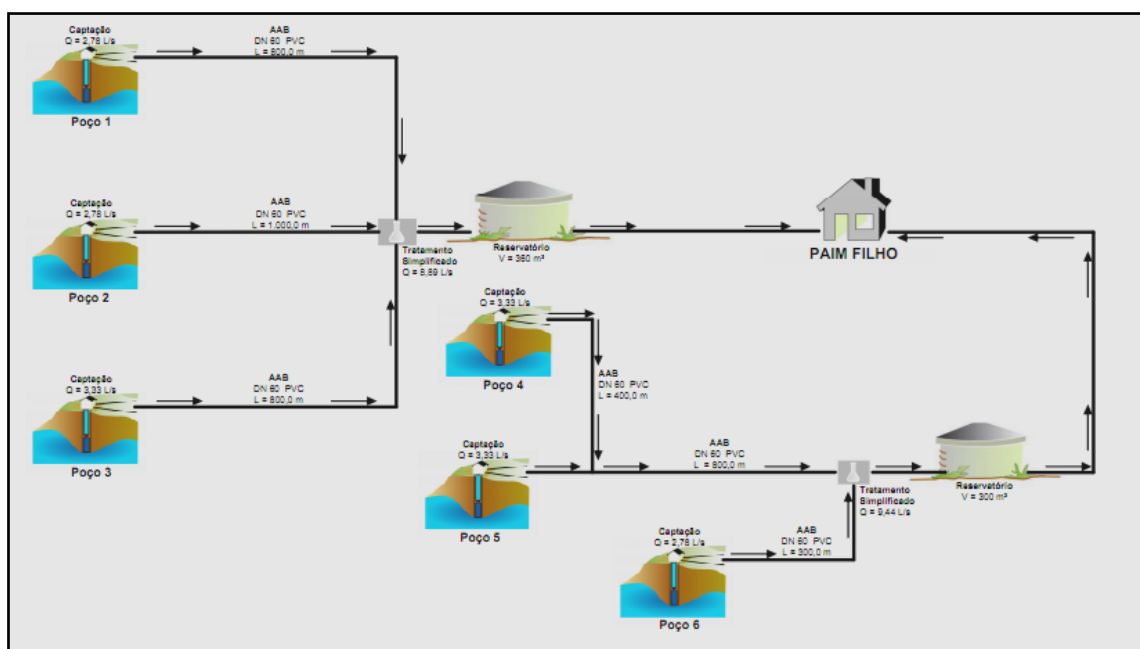 Captação
Q = 2,78 L/s
Poço 1
AAB
DN 60 PVC
L = 800,0 m
Captação
Q = 2,78 L/s
Poço 2
AAB
DN 60 PVC
L = 1.000,0 m
Captação
Q = 3,33 L/s
Poço 3
AAB
DN 60 PVC
L = 800,0 m
Tratamento
Simplificado
Q = 8,89 L/s
Reservatório
V = 360 m³
PAIM FILHO
Captação
Q = 3,33 L/s
Poço 4
AAB
DN 60 PVC
L = 400,0 m
Captação
Q = 3,33 L/s
Poço 5
AAB
DN 60 PVC
L = 800,0 m
Tratamento
Simplificado
Q = 9,44 L/s
Reservatório
V = 300 m³
Captação
Q = 2,78 L/s
Poço 6
AAB
DN 60 PVC
L = 300,0 m